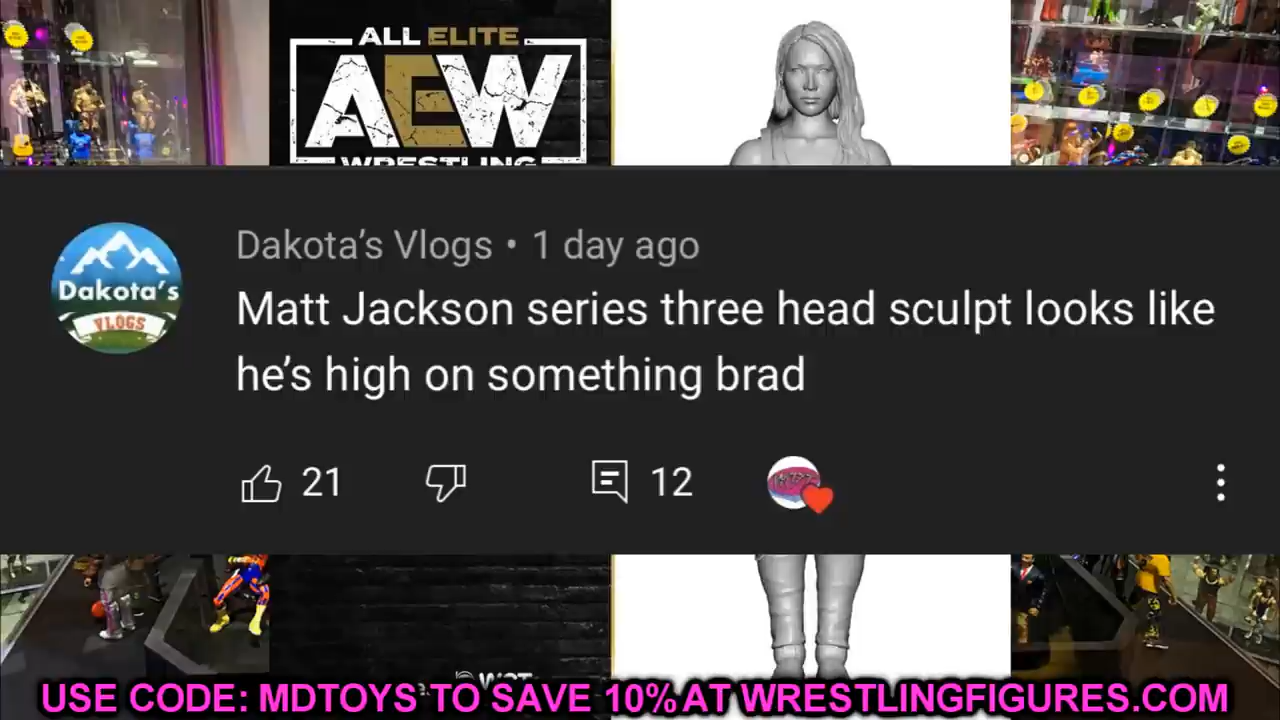 ALL ELITE
AEW
WRESTLING
Dakota's Vlogs • 1 day ago
Dakota's
VLOGS
Matt Jackson series three head sculpt looks like
he's high on something brad
21
12
USE CODE: MDTOYS TO SAVE 10% AT WRESTLINGFIGURES.COM